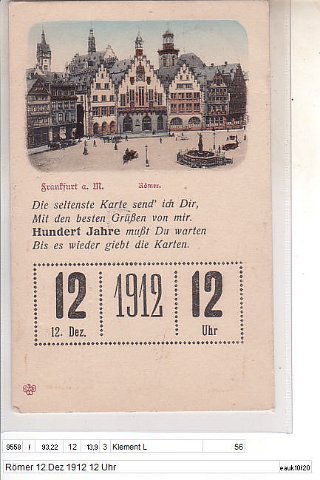 Frankfurt a. M. Römer.
Die seltenste Karte send' ich Dir,
Mit den besten Grüßen von mir.
Hundert Jahre mußt Du warten
Bis es wieder giebt die Karten.
12 1912 12
12. Dez. Uhr
9558 I 93,22 12 13,9 3 Klement L 56
Römer 12.Dez 1912 12 Uhr eauk10I20